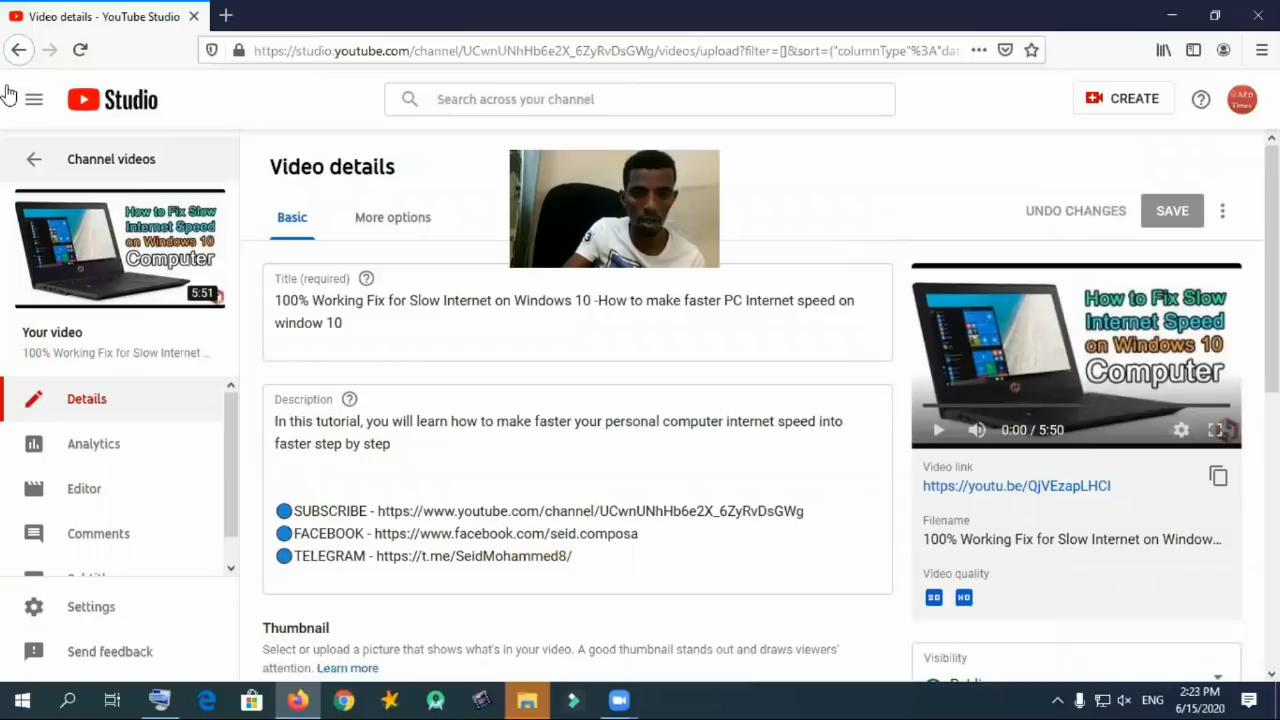 Video details - YouTube Studio
https://studio.youtube.com/channel/UCwnUNhHb6e2X_6ZyRvDsGWg/videos/upload?filter=[]&sort={"columnType"%3A"da
Studio
Search across your channel
CREATE
Times
Channel videos
How to Fix Slow
Internet Speed
on Windows 10
Computer
5:51
Your video
100% Working Fix for Slow Internet ...
Details
Analytics
Editor
Comments
Settings
Send feedback
Video details
Basic
More options
UNDO CHANGES
SAVE
Title (required)
100% Working Fix for Slow Internet on Windows 10 -How to make faster PC Internet speed on
window 10
Description
In this tutorial, you will learn how to make faster your personal computer internet speed into
faster step by step
SUBSCRIBE - https://www.youtube.com/channel/UCwnUNhHb6e2X_6ZyRvDsGWg
FACEBOOK - https://www.facebook.com/seid.composa
TELEGRAM - https://t.me/SeidMohammed8/
Thumbnail
Select or upload a picture that shows what's in your video. A good thumbnail stands out and draws viewers'
attention. Learn more
How to Fix Slow
Internet Speed
on Windows 10
Computer
0:00 / 5:50
Video link
https://youtu.be/QjVEzapLHCI
Filename
100% Working Fix for Slow Internet on Window...
Video quality
SD HD
Visibility
ENG
2:23 PM
6/15/2020